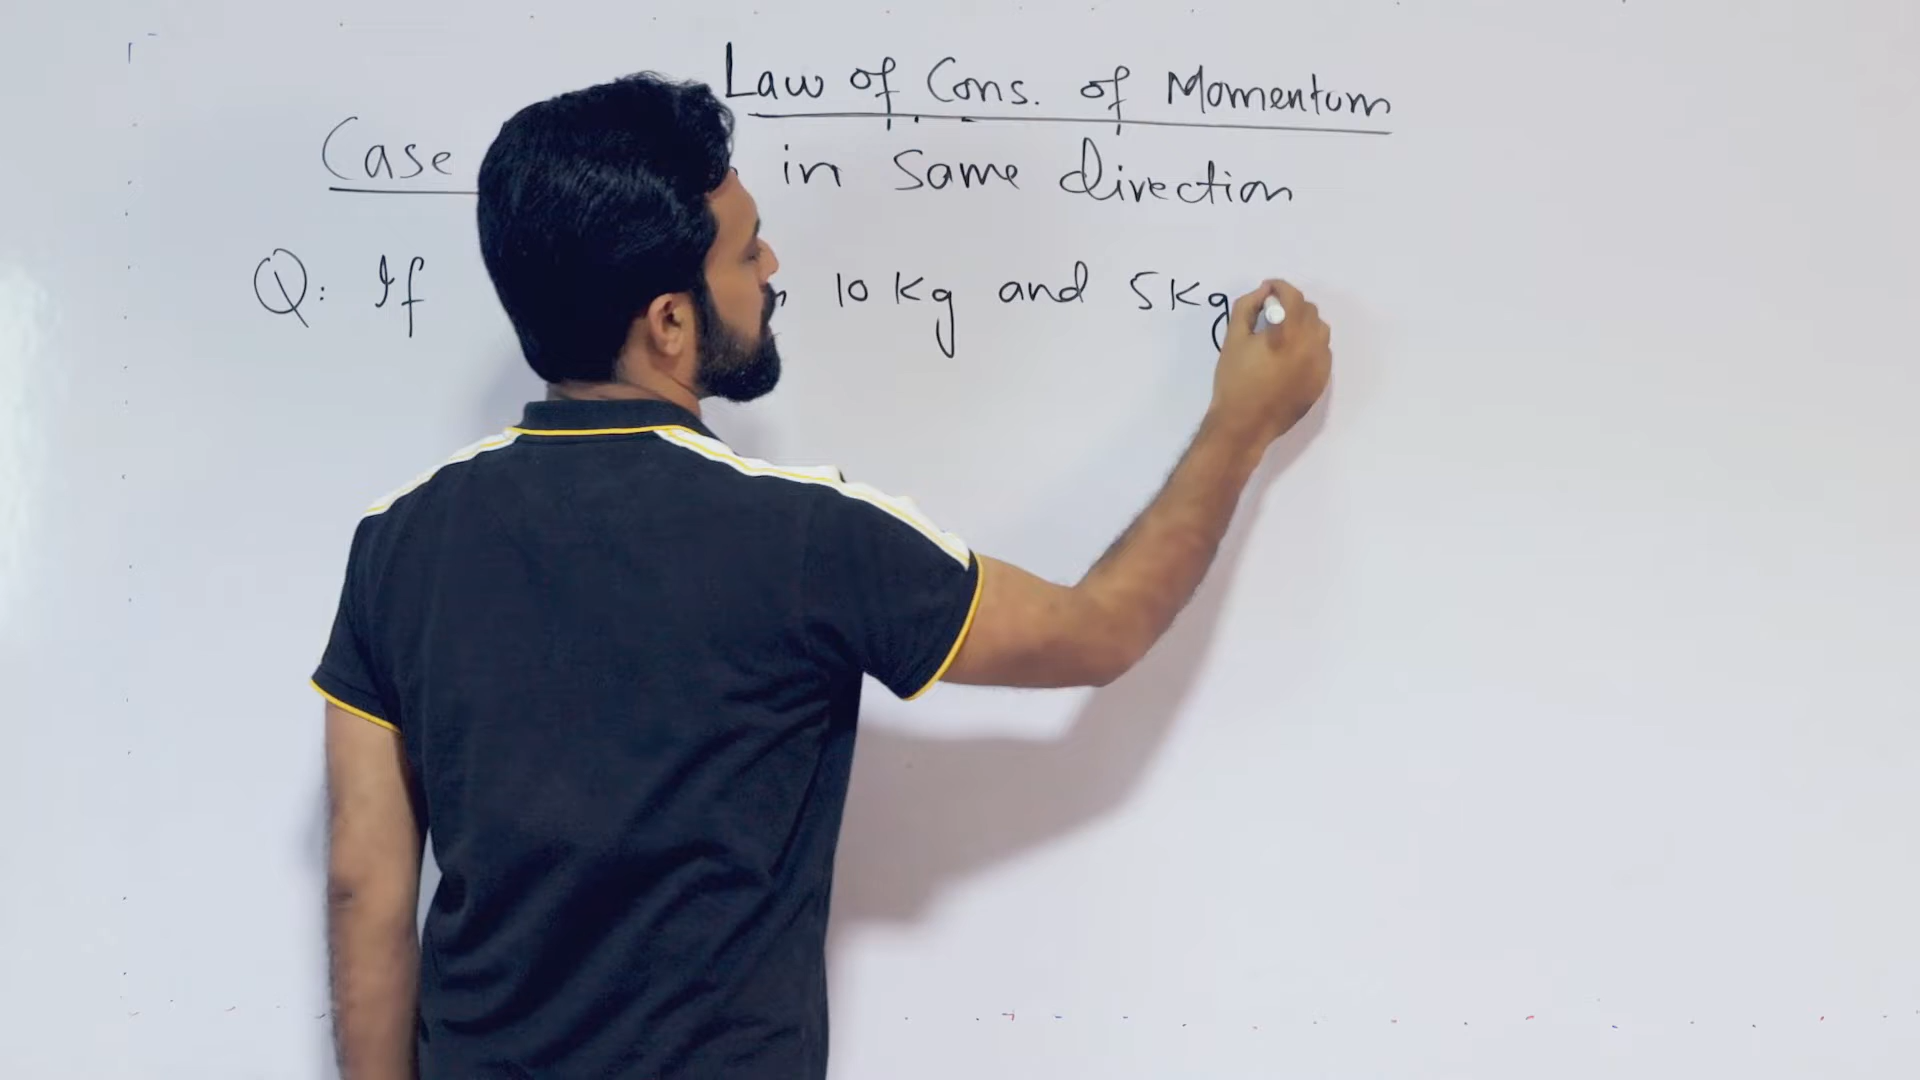 Law of Cons. of Momentum
Case in Same direction
Q: If 10 Kg and 5 Kg